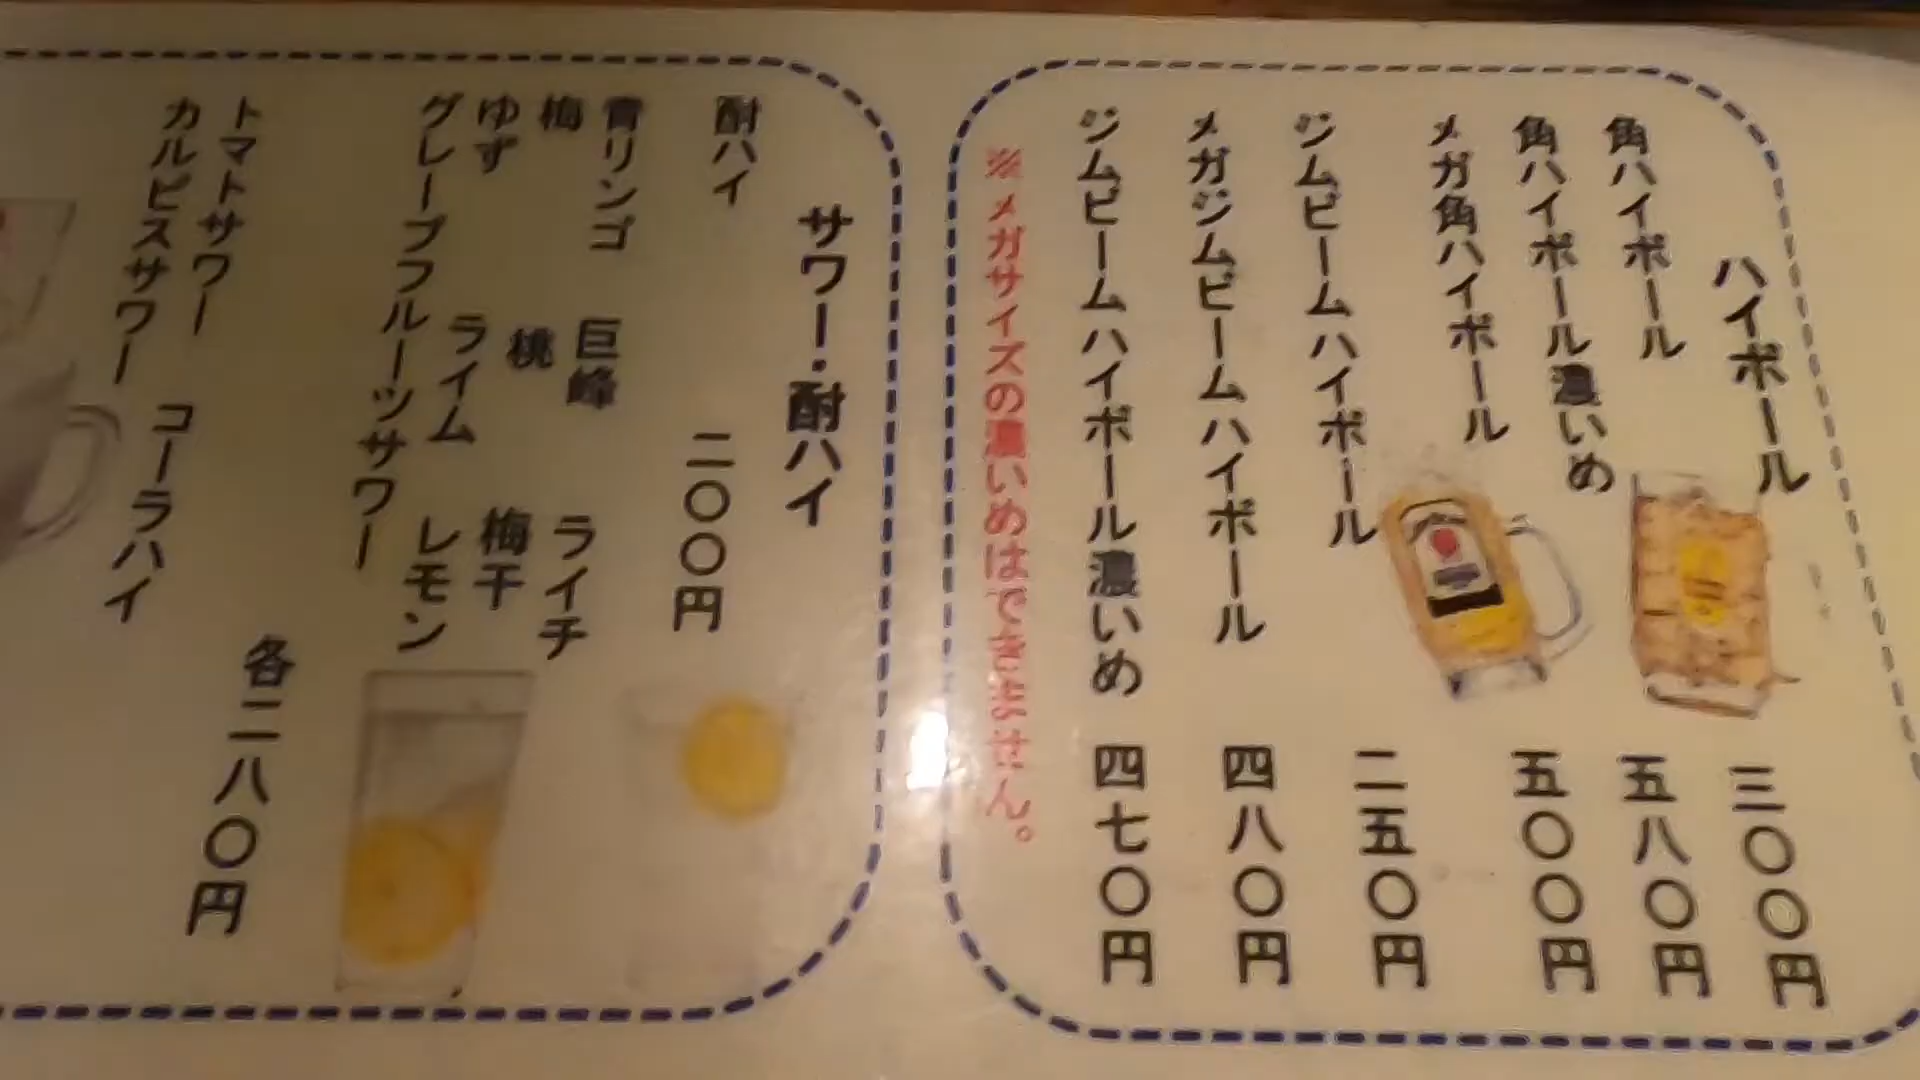 ハイボール
角ハイボール 三〇〇円
角ハイボール濃いめ 五八〇円
メガ角ハイボール 五〇〇円
ジムビームハイボール 二五〇円
メガジムビームハイボール 四八〇円
ジムビームハイボール濃いめ 四七〇円
※メガサイズの濃いめはできません。
サワー・酎ハイ
酎ハイ 二〇〇円
青リンゴ 巨峰 ライチ
梅 桃 梅干
ゆず ライム レモン
グレープフルーツサワー
トマトサワー
カルピスサワー コーラハイ
各二八〇円